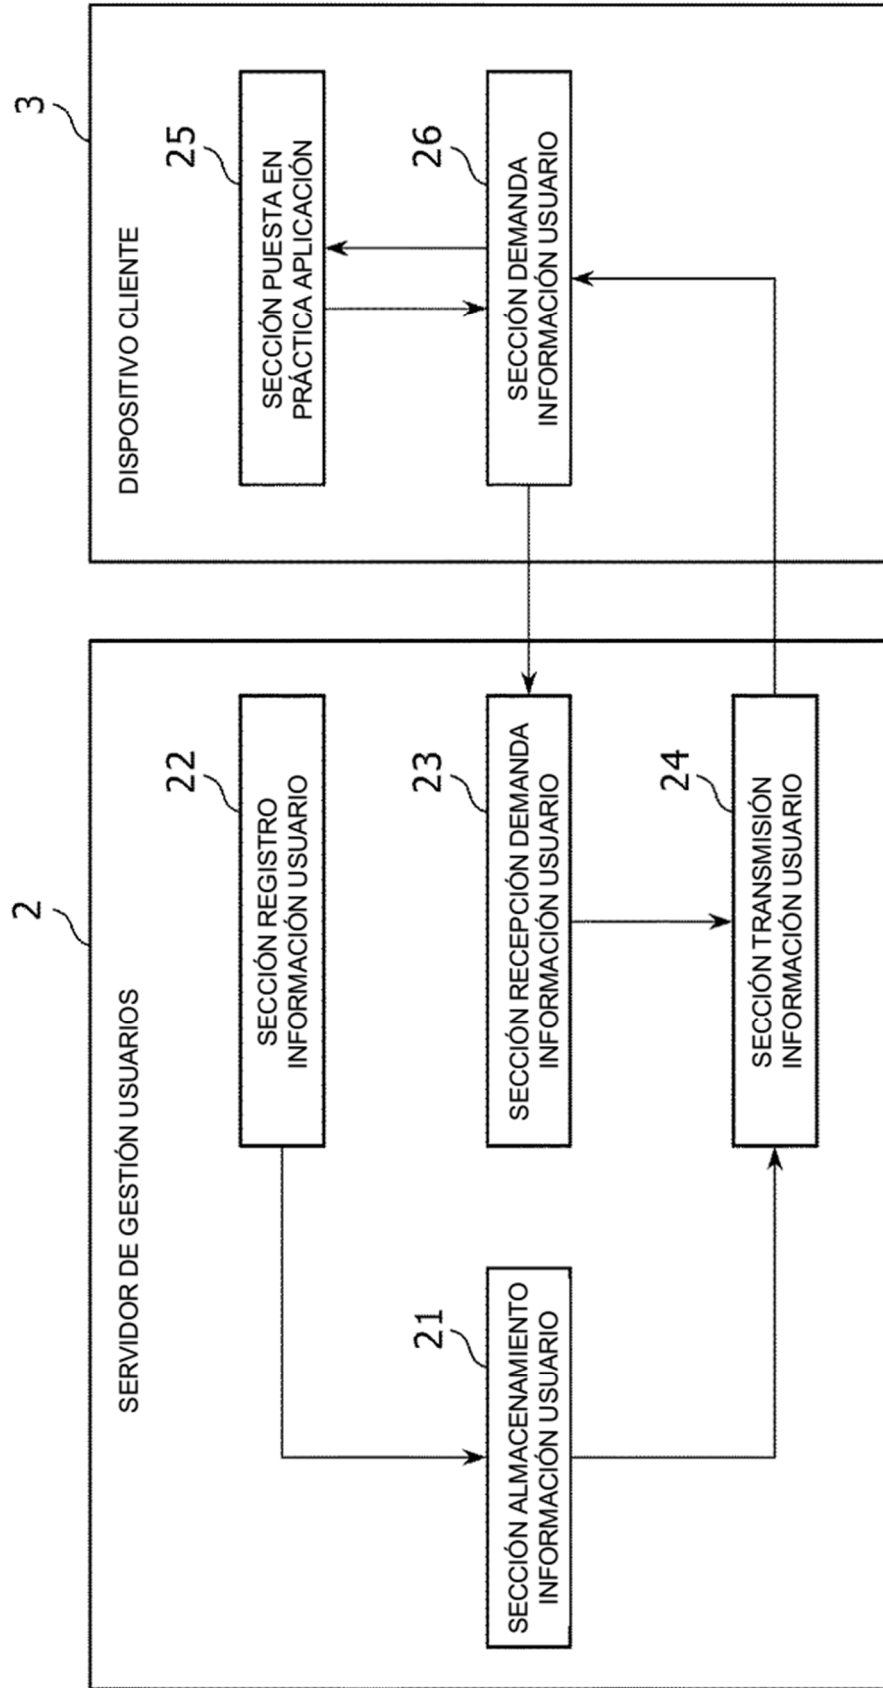 2
SERVIDOR DE GESTIÓN USUARIOS
22
SECCIÓN REGISTRO
INFORMACIÓN USUARIO
21
SECCIÓN ALMACENAMIENTO
INFORMACIÓN USUARIO
23
SECCIÓN RECEPCIÓN DEMANDA
INFORMACIÓN USUARIO
24
SECCIÓN TRANSMISIÓN
INFORMACIÓN USUARIO
3
DISPOSITIVO CLIENTE
25
SECCIÓN PUESTA EN
PRÁCTICA APLICACIÓN
26
SECCIÓN DEMANDA
INFORMACIÓN USUARIO